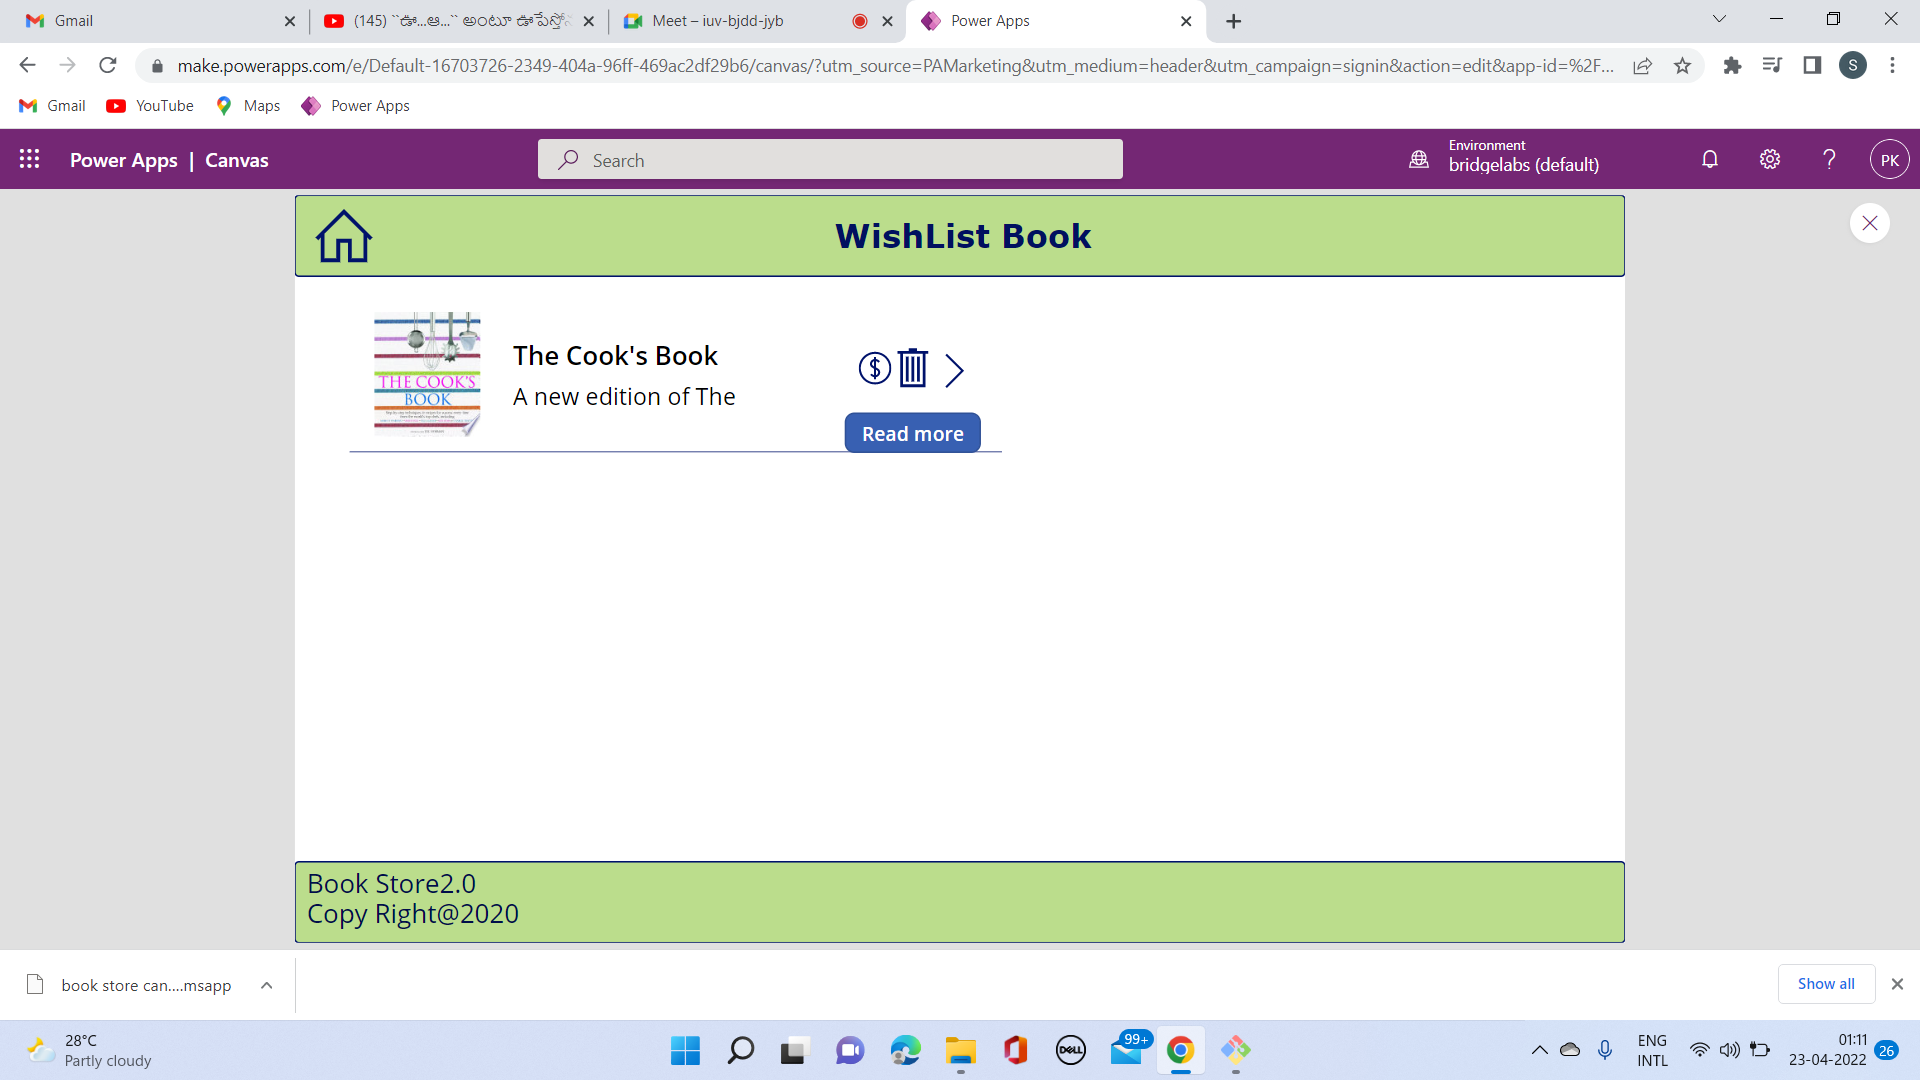 Gmail
(145) ``ఊ...ఆ...`` అంటూ ఊపేస్తోన
Meet – iuv-bjdd-jyb
Power Apps
make.powerapps.com/e/Default-16703726-2349-404a-96ff-469ac2df29b6/canvas/?utm_source=PAMarketing&utm_medium=header&utm_campaign=signin&action=edit&app-id=%2F...
S
Gmail
YouTube
Maps
Power Apps
Power Apps | Canvas
Search
Environment
bridgelabs (default)
PK
WishList Book
THE COOK'S
BOOK
The Cook's Book
A new edition of The
Read more
Book Store2.0
Copy Right@2020
book store can....msapp
Show all
28°C
Partly cloudy
DELL
99+
ENG
INTL
01:11
23-04-2022
26